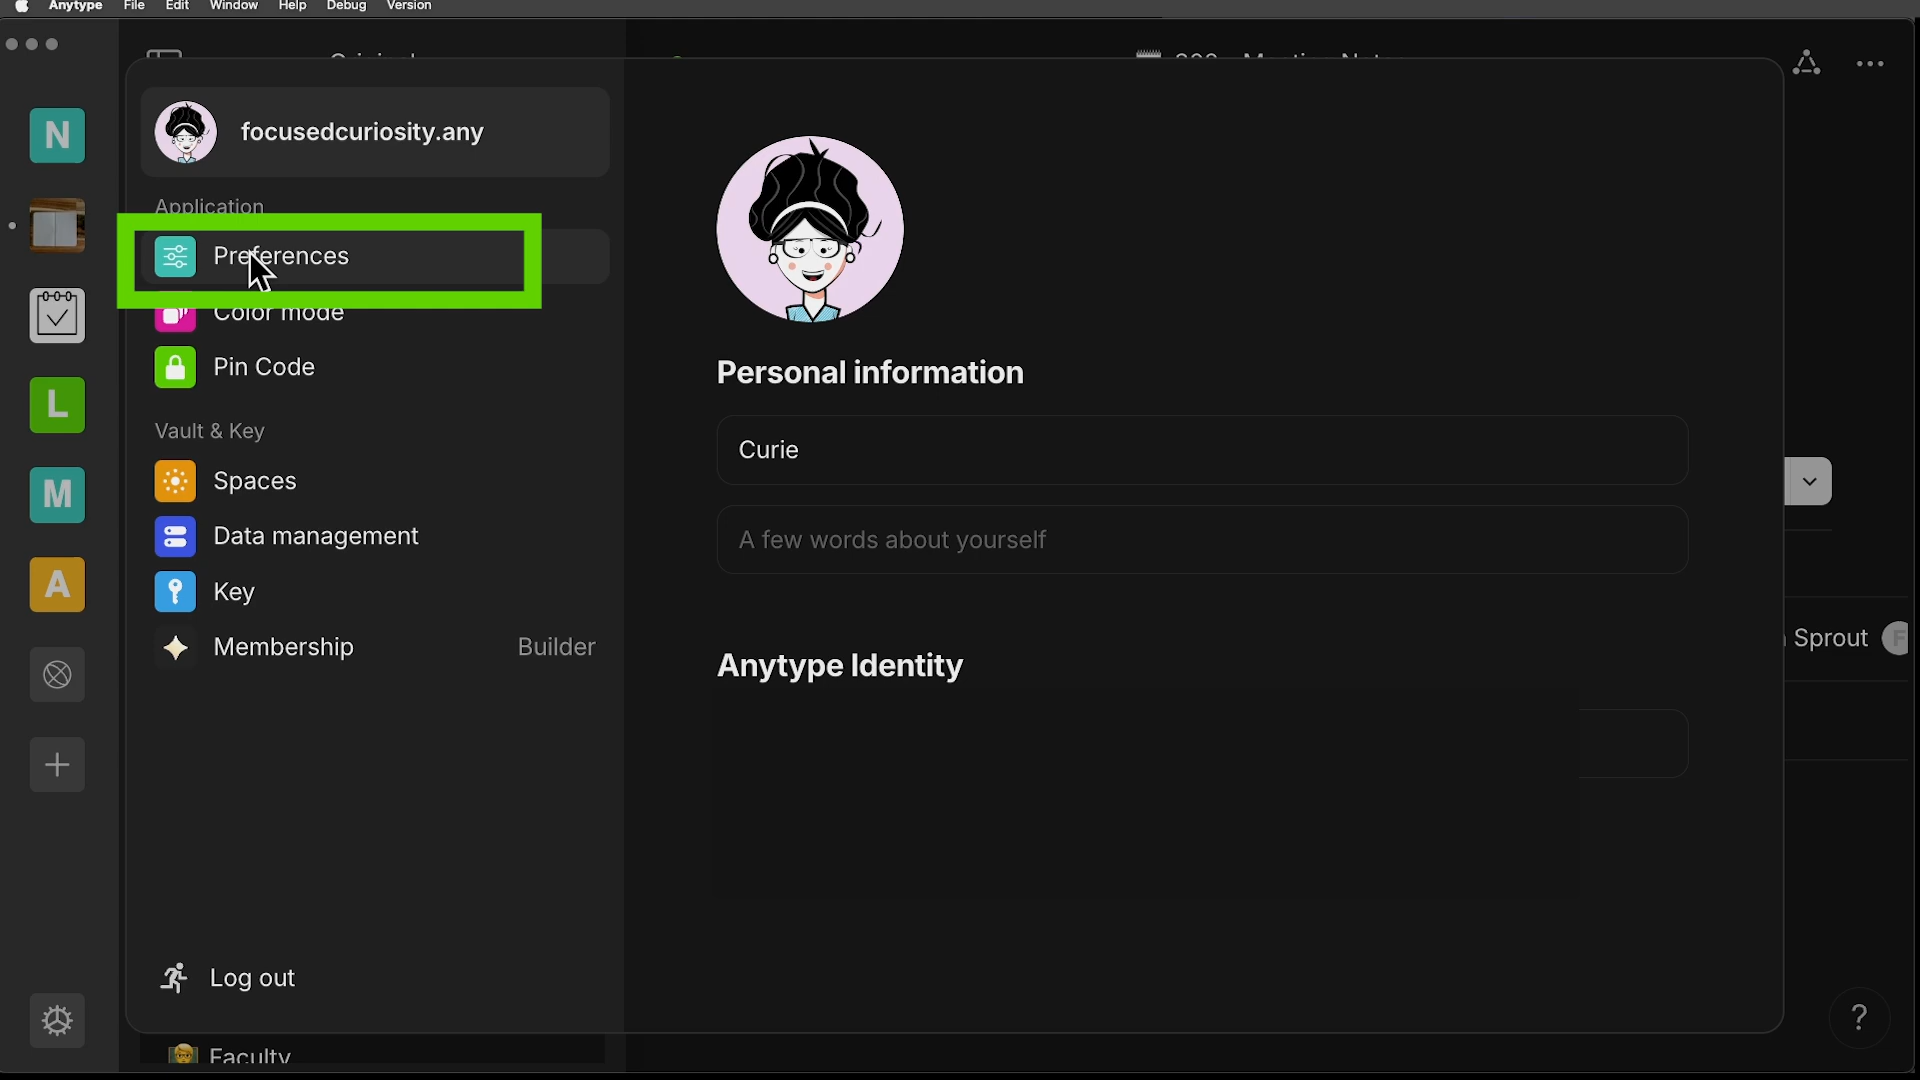 Anytype File Edit Window Help Debug Version
N
focusedcuriosity.any
Application
Preferences
Color mode
Pin Code
L
Vault & Key
M
Spaces
Data management
A
Key
Membership Builder
Log out
Faculty
Personal information
Curie
A few words about yourself
Anytype Identity
Sprout F
?